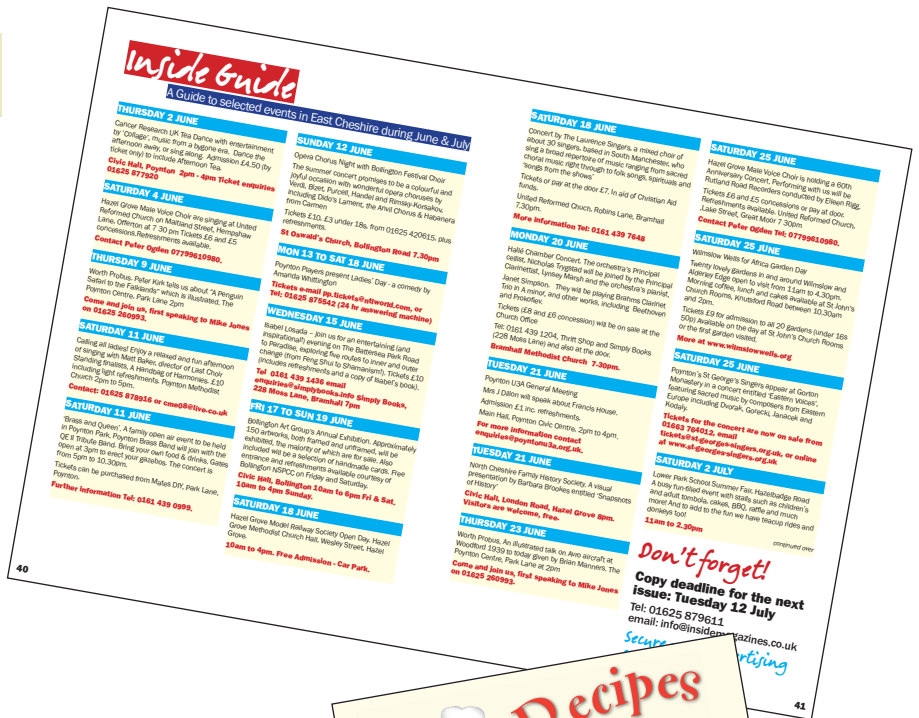 Inside Guide
A Guide to selected events in East Cheshire during June & July
THURSDAY 2 JUNE
Cancer Research UK Tea Dance with entertainment
by 'Collage', music from a bygone era. Dance the
afternoon away, or sing along. Admission £4.50 (by
ticket only) to include Afternoon Tea.
Civic Hall, Poynton 2pm - 4pm Ticket enquiries
01625 877920
SATURDAY 4 JUNE
Hazel Grove Male Voice Choir are singing at United
Reformed Church on Maitland Street, Hempshaw
Lane, Offerton at 7 30 pm Tickets £6 and £5
concessions.Refreshments available.
Contact Peter Ogden 07799610980.
THURSDAY 9 JUNE
Worth Probus. Peter Kirk tells us about "A Penguin
Safari to the Falklands" which is illustrated. The
Poynton Centre, Park Lane 2pm
Come and join us, first speaking to Mike Jones
on 01625 260993.
SATURDAY 11 JUNE
Calling all ladies! Enjoy a relaxed and fun afternoon
of singing with Matt Baker, director of Last Choir
Standing finalists, A Handbag of Harmonies. £10
including light refreshments. Poynton Methodist
Church 2pm to 5pm.
Contact: 01625 878916 or cme08@live.co.uk
SATURDAY 11 JUNE
'Brass and Queen'. A family open air event to be held
in Poynton Park. Poynton Brass Band will join with the
QE II Tribute Band. Bring your own food & drinks, Gates
open at 3pm to erect your gazebos. The concert is
from 5pm to 10.30pm.
Tickets can be purchased from Mates DIY, Park Lane,
Poynton.
Further information Tel: 0161 439 0999.
40
SUNDAY 12 JUNE
Opera Chorus Night with Bollington Festival Choir
The summer concert promises to be a colourful and
joyful occasion with wonderful opera choruses by
Verdi, Bizet, Purcell, Handel and Rimsky-Korsakov,
including Dido's Lament, the Anvil Chorus & Habanera
from Carmen
Tickets £10, £3 under 18s, from 01625 420615, plus
refreshments.
St Oswald's Church, Bollington Road 7.30pm
MON 13 TO SAT 18 JUNE
Poynton Players present Ladies' Day - a comedy by
Amanda Whittington
Tickets e-mail pp.tickets@ntlworld.com, or
Tel: 01625 875542 (24 hr answering machine)
WEDNESDAY 15 JUNE
Isabel Losada – join us for an entertaining (and
inspirational!) evening on The Battersea Park Road
to Paradise, exploring five routes to inner and outer
change (from Feng Shui to Shamanism!). Tickets £10
(includes refreshments and a copy of Isabel's book).
Tel 0161 439 1436 email
enquiries@simplybooks.info Simply Books,
228 Moss Lane, Bramhall 7pm
FRI 17 TO SUN 19 JUNE
Bollington Art Group's Annual Exhibition. Approximately
150 artworks, both framed and unframed, will be
exhibited, the majority of which are for sale. Also
included will be a selection of handmade cards. Free
entrance and refreshments available courtesy of
Bollington NSPCC on Friday and Saturday.
Civic Hall, Bollington 10am to 6pm Fri & Sat.
10am to 4pm Sunday.
SATURDAY 18 JUNE
Hazel Grove Model Railway Society Open Day. Hazel
Grove Methodist Church Hall, Wesley Street, Hazel
Grove.
10am to 4pm. Free Admission - Car Park.
SATURDAY 18 JUNE
Concert by The Laurence Singers, a mixed choir of
about 30 singers, based in South Manchester, who
sing a broad repertoire of music ranging from sacred
choral music right through to folk songs, spirituals and
'songs from the shows'
Tickets or pay at the door £7. In aid of Christian Aid
funds.
United Reformed Chuch, Robins Lane, Bramhall
7.30pm.
More information Tel: 0161 439 7648
MONDAY 20 JUNE
Hallé Chamber Concert. The orchestra's Principal
cellist, Nicholas Trygstad will be joined by the Principal
Clarinettist, Lynsey Marsh and the orchestra's pianist,
Janet Simpson. They will be playing Brahms Clarinet
Trio in A minor, and other works, including Beethoven
and Prokofiev.
Tickets (£8 and £6 concession) will be on sale at the
Church Office
Tel: 0161 439 1204, Thrift Shop and Simply Books
(228 Moss Lane) and also at the door.
Bramhall Methodist Church 7.30pm.
TUESDAY 21 JUNE
Poynton U3A General Meeting
Mrs J Dalton will speak about Francis House.
Admission £1 inc. refreshments.
Main Hall, Poynton Civic Centre, 2pm to 4pm.
For more information contact
enquiries@poyntonu3a.org.uk.
TUESDAY 21 JUNE
North Cheshire Family History Society. A visual
presentation by Barbara Brookes entitled 'Snapshots
of History'
Civic Hall, London Road, Hazel Grove 8pm.
Visitors are welcome, free.
THURSDAY 23 JUNE
Worth Probus. An illustrated talk on Avro aircraft at
Woodford 1939 to today given by Brian Manners. The
Poynton Centre, Park Lane at 2pm
Come and join us, first speaking to Mike Jones
on 01625 260993.
SATURDAY 25 JUNE
Hazel Grove Male Voice Choir is holding a 60th
Anniversary Concert. Performing with us will be
Rutland Road Recorders conducted by Eileen Rigg.
Tickets £6 and £5 concessions or pay at door.
Refreshments available. United Reformed Church,
,Lake Street, Great Moor 7 30pm
Contact Peter Ogden Tel: 07799610980.
SATURDAY 25 JUNE
Wilmslow Wells for Africa Garden Day
Twenty lovely gardens in and around Wilmslow and
Alderley Edge open to visit from 11am to 4.30pm.
Morning coffee, lunch and cakes available at St John's
Church Rooms, Knutsford Road between 10.30am
and 2pm.
Tickets £9 for admission to all 20 gardens (under 16s
50p) Available on the day at St John's Church Rooms
or the first garden visited.
More at www.wilmslowwells.org
SATURDAY 25 JUNE
Poynton's St George's Singers appear at Gorton
Monastery in a concert entitled 'Eastern Voices',
featuring sacred music by composers from Eastern
Europe including Dvorak, Gorecki, Janáček and
Kodaly.
Tickets for the concert are now on sale from
01663 764012, email
tickets@st-georges-singers.org.uk, or online
at www.st-georges-singers.org.uk
SATURDAY 2 JULY
Lower Park School Summer Fair, Hazelbadge Road
A busy fun-filled event with stalls such as children's
and adult tombola, cakes, BBQ, raffle and much
more! And to add to the fun we have teacup rides and
donkeys too!
11am to 2.30pm
continued over
Don't forget!
Copy deadline for the next
issue: Tuesday 12 July
Tel: 01625 879611
email: info@insidemagazines.co.uk
Secure
41
Recipes